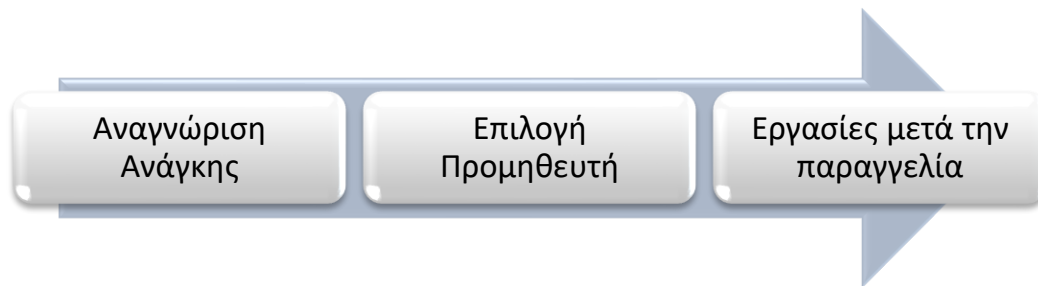 Αναγνώριση
Ανάγκης
Επιλογή
Προμηθευτή
Εργασίες μετά την
παραγγελία